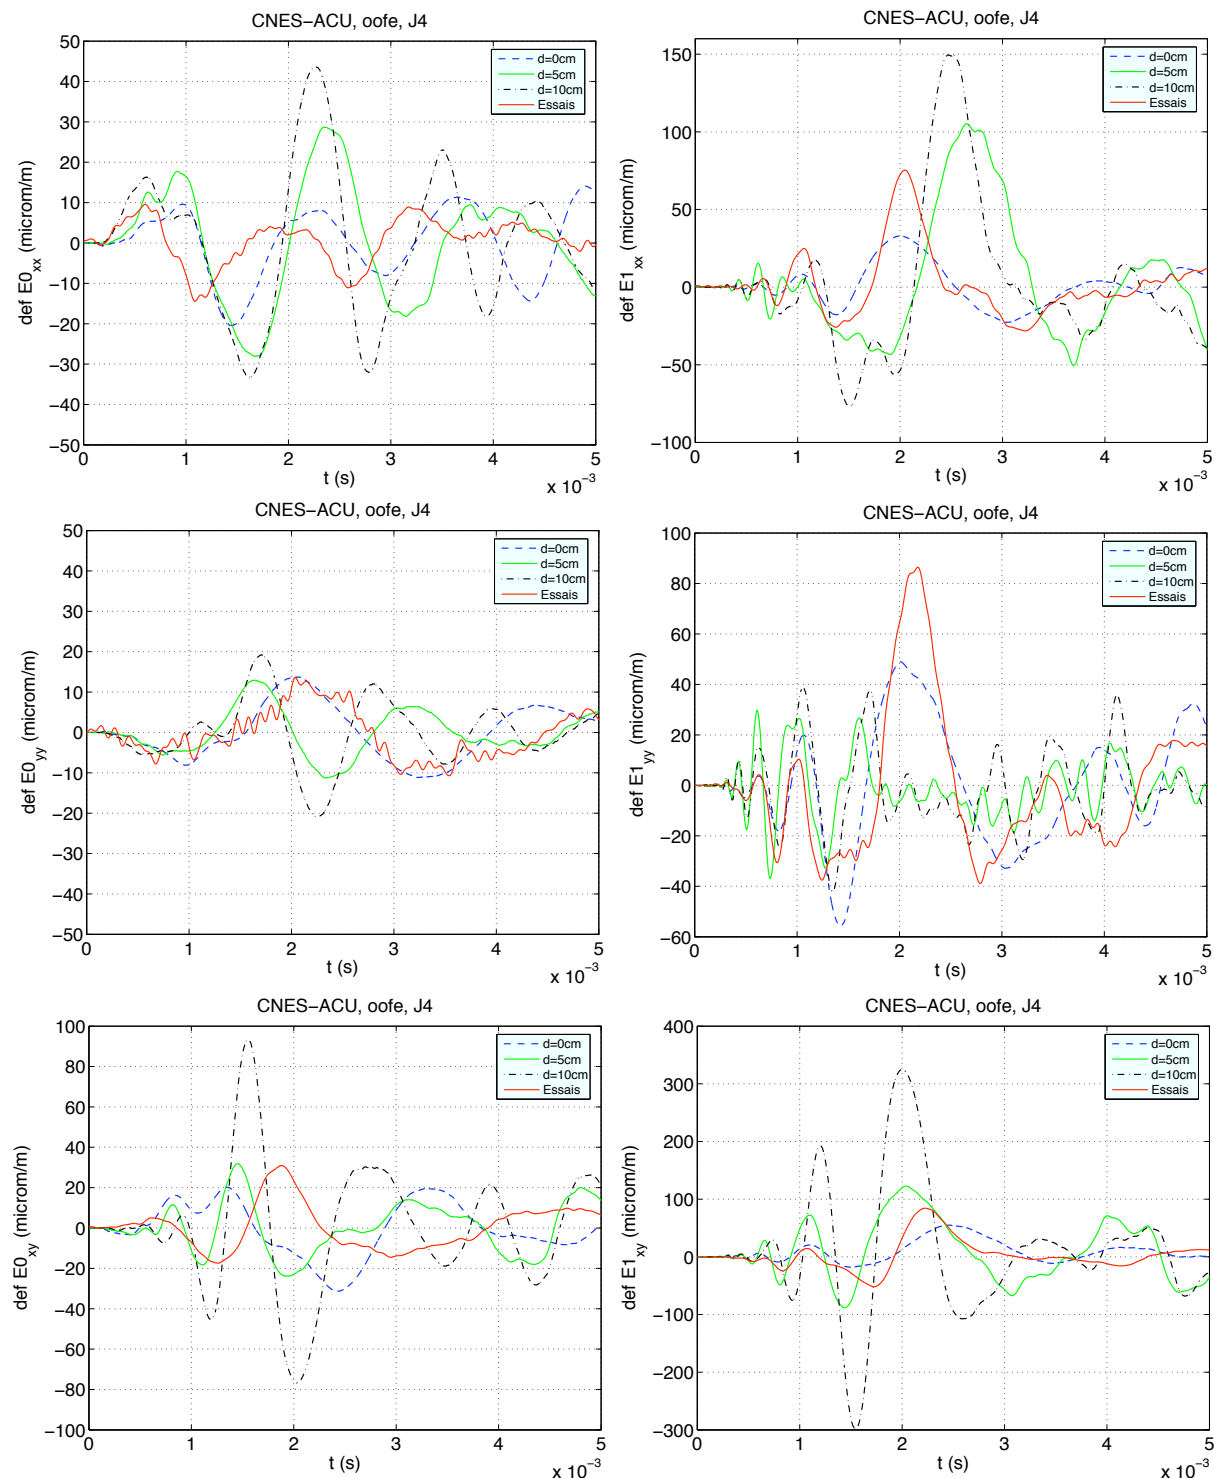 CNES−ACU, oofe, J4
50
40
30
20
10
0
−10
−20
−30
−40
−50
def E0xx (microm/m)
d=0cm
d=5cm
d=10cm
Essais
0 1 2 3 4 5
t (s)
x 10−3
CNES−ACU, oofe, J4
150
100
50
0
−50
−100
def E1xx (microm/m)
d=0cm
d=5cm
d=10cm
Essais
0 1 2 3 4 5
t (s)
x 10−3
CNES−ACU, oofe, J4
50
40
30
20
10
0
−10
−20
−30
−40
−50
def E0yy (microm/m)
d=0cm
d=5cm
d=10cm
Essais
0 1 2 3 4 5
t (s)
x 10−3
CNES−ACU, oofe, J4
100
80
60
40
20
0
−20
−40
−60
def E1yy (microm/m)
d=0cm
d=5cm
d=10cm
Essais
0 1 2 3 4 5
t (s)
x 10−3
CNES−ACU, oofe, J4
100
80
60
40
20
0
−20
−40
−60
−80
−100
def E0xy (microm/m)
d=0cm
d=5cm
d=10cm
Essais
0 1 2 3 4 5
t (s)
x 10−3
CNES−ACU, oofe, J4
400
300
200
100
0
−100
−200
−300
def E1xy (microm/m)
d=0cm
d=5cm
d=10cm
Essais
0 1 2 3 4 5
t (s)
x 10−3